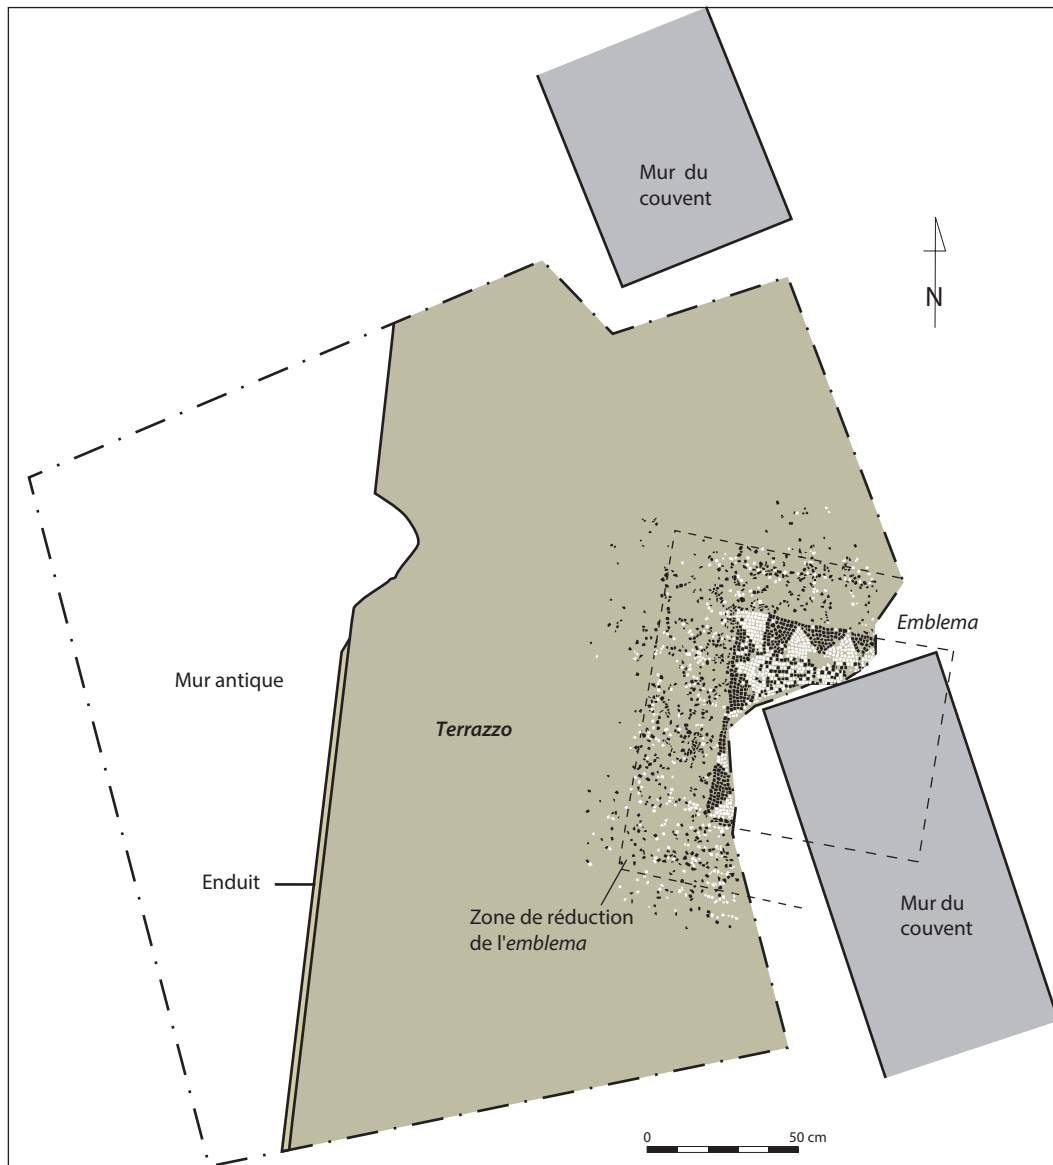 Mur du
couvent
N
Emblema
Mur antique
Terrazzo
Enduit
Zone de réduction
de l'emblema
Mur du
couvent
0 50 cm